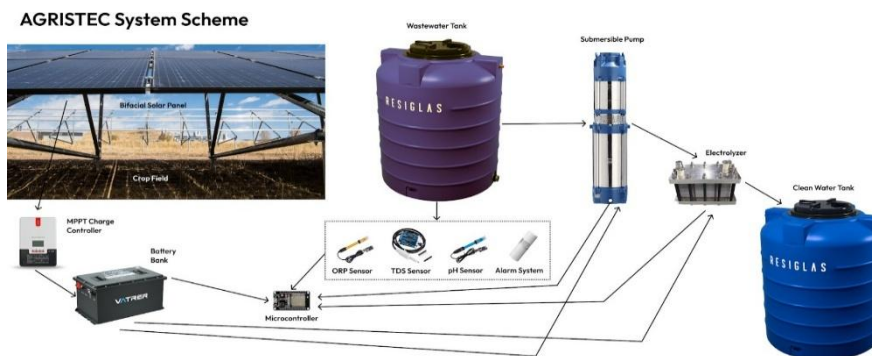 AGRISTEC System Scheme
Wastewater Tank
Submersible Pump
Bifacial Solar Panel
RESIGLAS
Electrolyzer
Crop Field
Clean Water Tank
MPPT Charge
Controller
RESIGLAS
Battery
Bank
ORP Sensor
TDS Sensor
pH Sensor
Alarm System
VATRER
Microcontroller